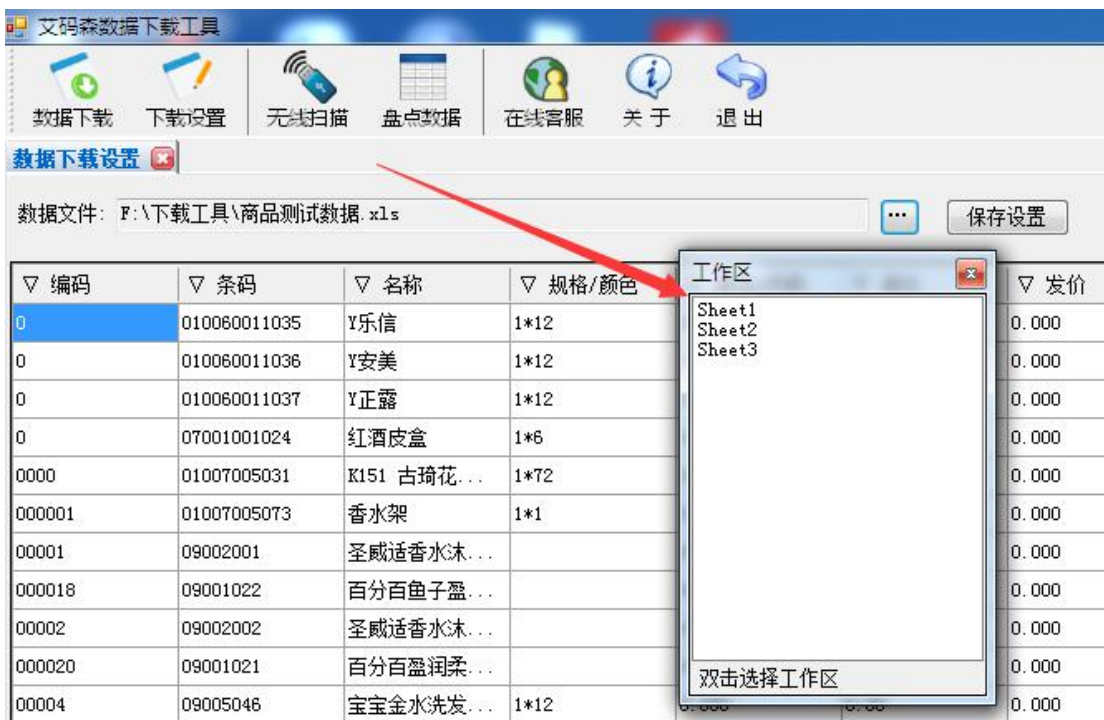 艾码森数据下载工具
数据下载 下载设置 无线扫描 盘点数据 在线客服 关于 退出
数据下载设置
数据文件: F:\下载工具\商品测试数据.xls ... 保存设置
▽ 编码 ▽ 条码 ▽ 名称 ▽ 规格/颜色 ▽ 发价
0 010060011035 Y乐信 1*12 0.000
0 010060011036 Y安美 1*12 0.000
0 010060011037 Y正露 1*12 0.000
0 07001001024 红酒皮盒 1*6 0.000
0000 01007005031 K151 古琦花... 1*72 0.000
000001 01007005073 香水架 1*1 0.000
00001 09002001 圣威适香水沐... 0.000
000018 09001022 百分百鱼子盈... 0.000
00002 09002002 圣威适香水沐... 0.000
000020 09001021 百分百盈润柔... 0.000
00004 09005046 宝宝金水洗发... 1*12 0.000
工作区
Sheet1
Sheet2
Sheet3
双击选择工作区